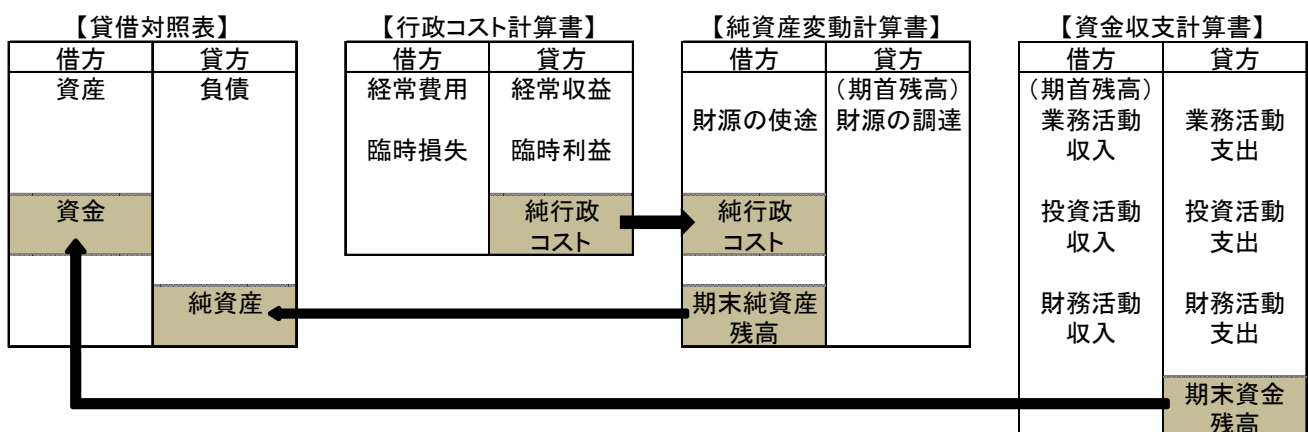 【貸借対照表】
借方 貸方
資産 負債
資金
純資産
【行政コスト計算書】
借方 貸方
経常費用 経常収益
臨時損失 臨時利益
純行政
コスト
【純資産変動計算書】
借方 貸方
（期首残高）
財源の使途 財源の調達
純行政
コスト
期末純資産
残高
【資金収支計算書】
借方 貸方
（期首残高）
業務活動 業務活動
収入 支出
投資活動 投資活動
収入 支出
財務活動 財務活動
収入 支出
期末資金
残高